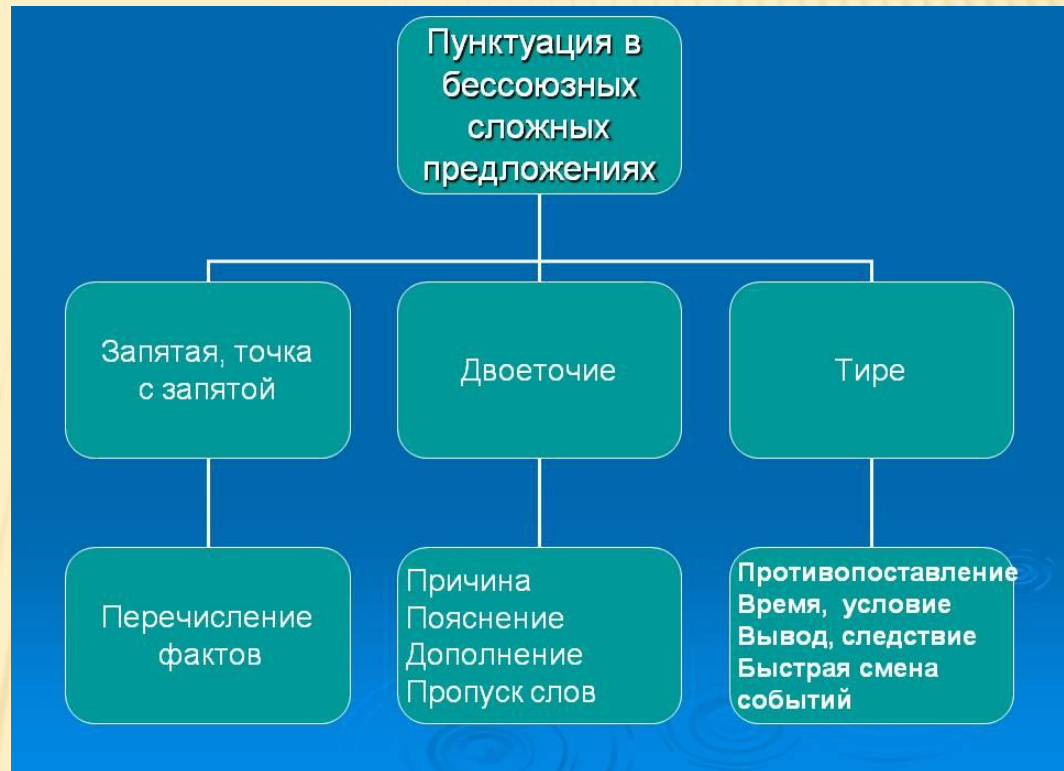 Пунктуация в
бессоюзных
сложных
предложениях
Запятая, точка
с запятой
Двоеточие
Тире
Перечисление
фактов
Причина
Пояснение
Дополнение
Пропуск слов
Противопоставление
Время, условие
Вывод, следствие
Быстрая смена
событий